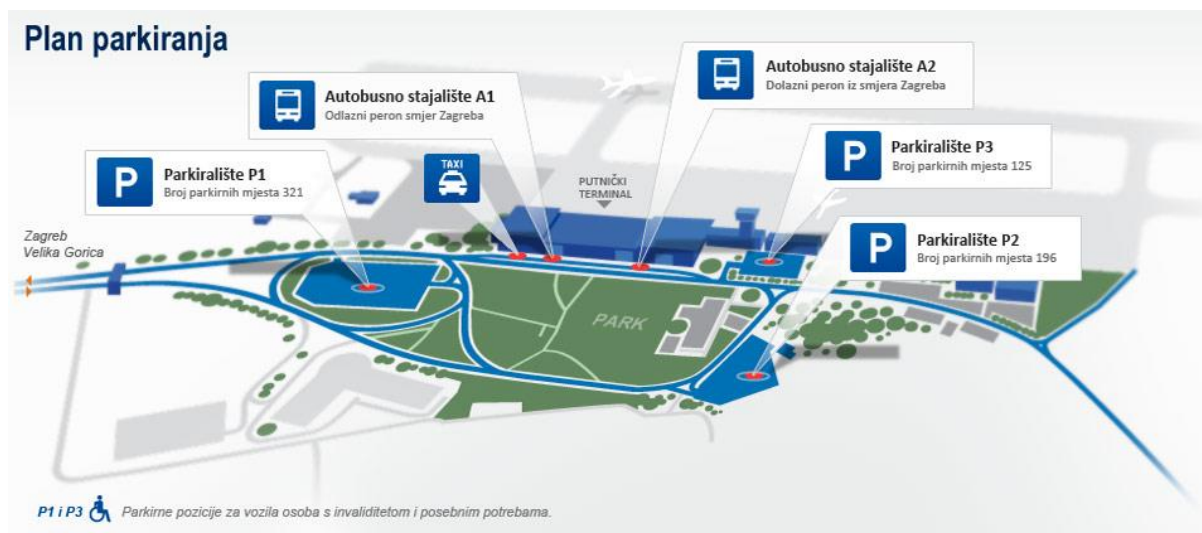 Plan parkiranja
Autobusno stajalište A2
Dolazni peron iz smjera Zagreba
Autobusno stajalište A1
Odlazni peron smjer Zagreba
P
Parkiralište P3
Broj parkirnih mjesta 125
P
Parkiralište P1
Broj parkirnih mjesta 321
TAXI
PUTNIČKI
TERMINAL
Zagreb
Velika Gorica
P
Parkiralište P2
Broj parkirnih mjesta 196
PARK
P1 i P3 Parkirne pozicije za vozila osoba s invaliditetom i posebnim potrebama.